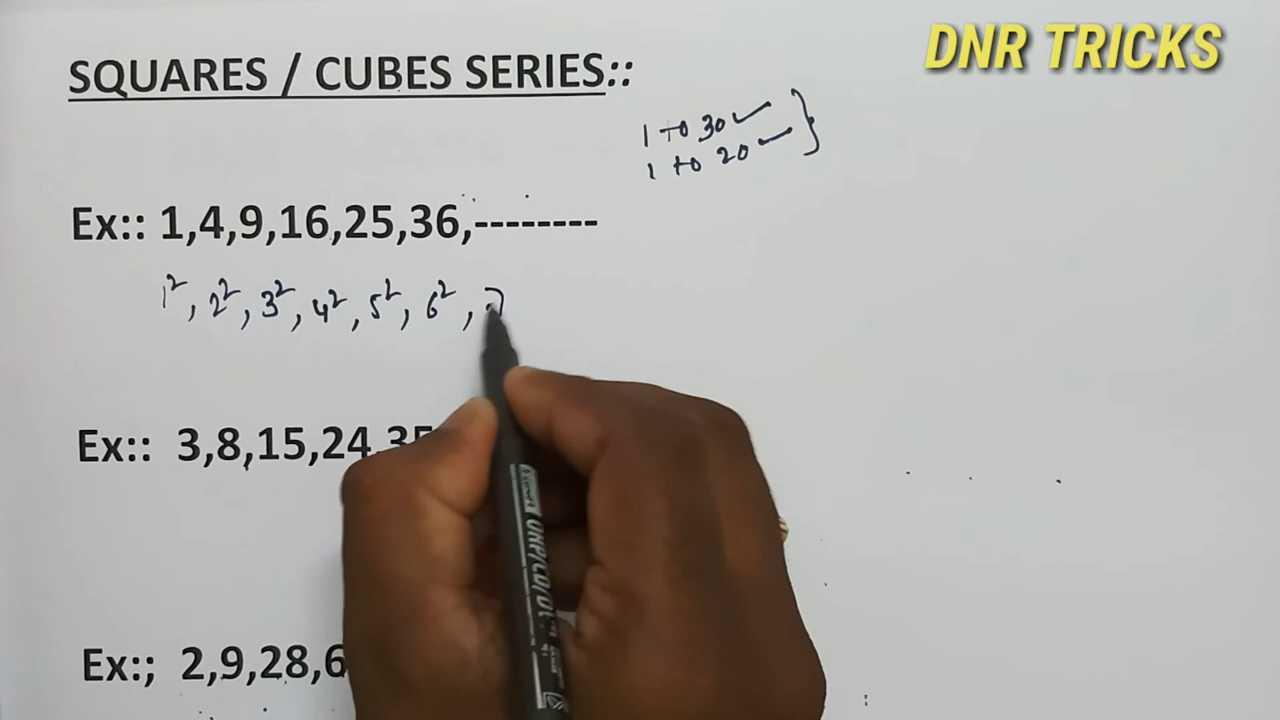 DNR TRICKS
SQUARES / CUBES SERIES::
1 to 30 ✓
1 to 20 ✓ }
Ex:: 1,4,9,16,25,36,--------
1², 2², 3², 4², 5², 6²,
Ex:: 3,8,15,24,35
Ex:; 2,9,28,6